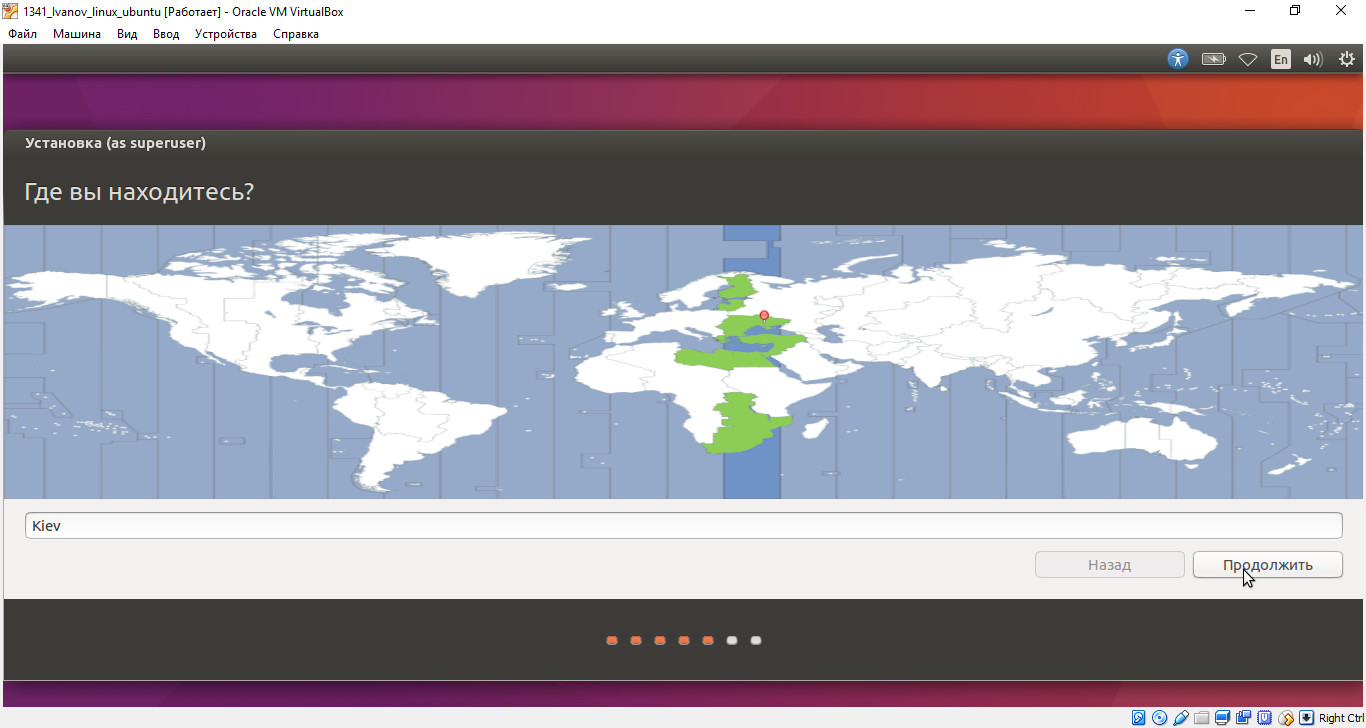 1341_Ivanov_linux_ubuntu [Работает] - Oracle VM VirtualBox
Файл Машина Вид Ввод Устройства Справка
En
Установка (as superuser)
Где вы находитесь?
Kiev
Назад Продолжить
Right Ctrl